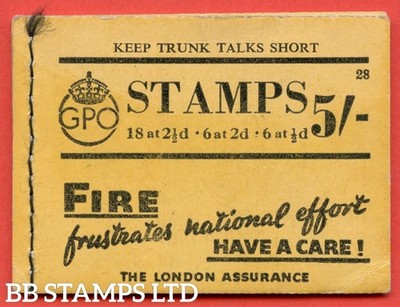 KEEP TRUNK TALKS SHORT
28
GPO
STAMPS 5/-
18 at 2½d · 6 at 2d · 6 at ½d
FIRE
frustrates national effort
HAVE A CARE!
THE LONDON ASSURANCE
BB STAMPS LTD